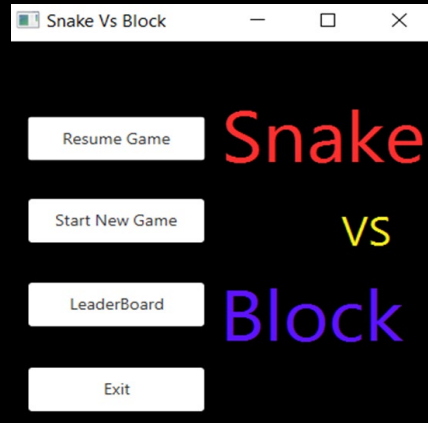 Snake Vs Block
Resume Game
Snake
Start New Game
VS
LeaderBoard
Block
Exit